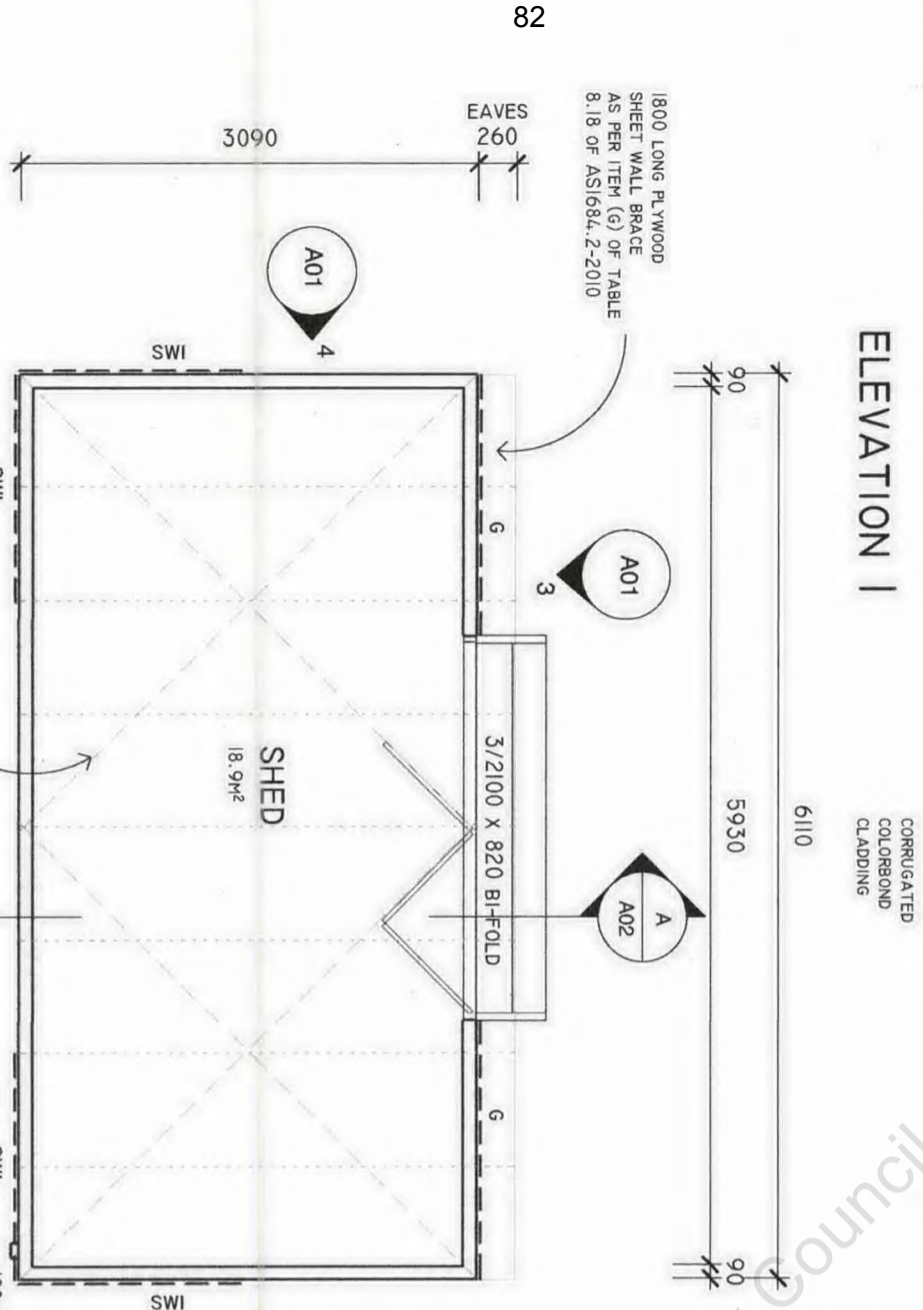 82
ELEVATION 1
CORRUGATED
COLORBOND
CLADDING
6110
90
5930
90
1800 LONG PLYWOOD
SHEET WALL BRACE
AS PER ITEM (G) OF TABLE
8.18 OF AS1684.2-2010
EAVES
260
3090
A01
3
A
A02
A01
4
G
3/2100 X 820 BI-FOLD
G
SW1
SHED
18.9M²
SW1
Council